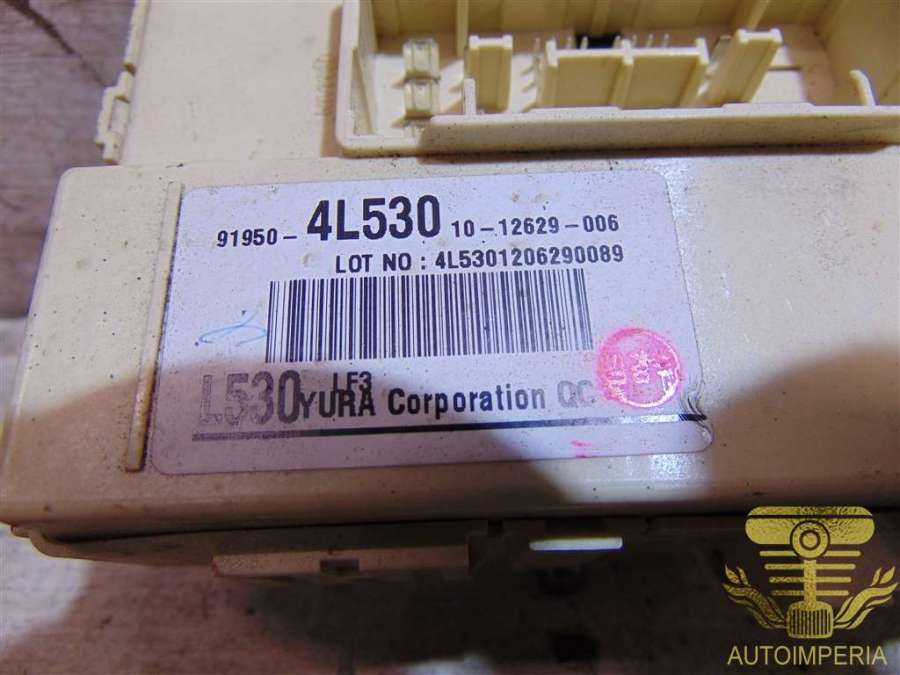 91950- 4L530 10-12629-006
LOT NO : 4L5301206290089
LF3
L530 YURA Corporation QC
AUTOIMPERIA